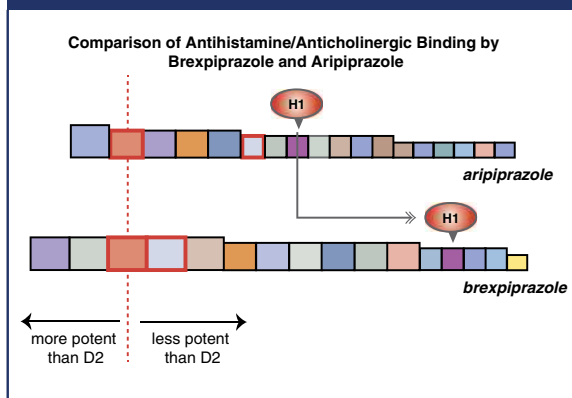 Comparison of Antihistamine/Anticholinergic Binding by
Brexpiprazole and Aripiprazole
H1
aripiprazole
H1
brexpiprazole
more potent
than D2
less potent
than D2